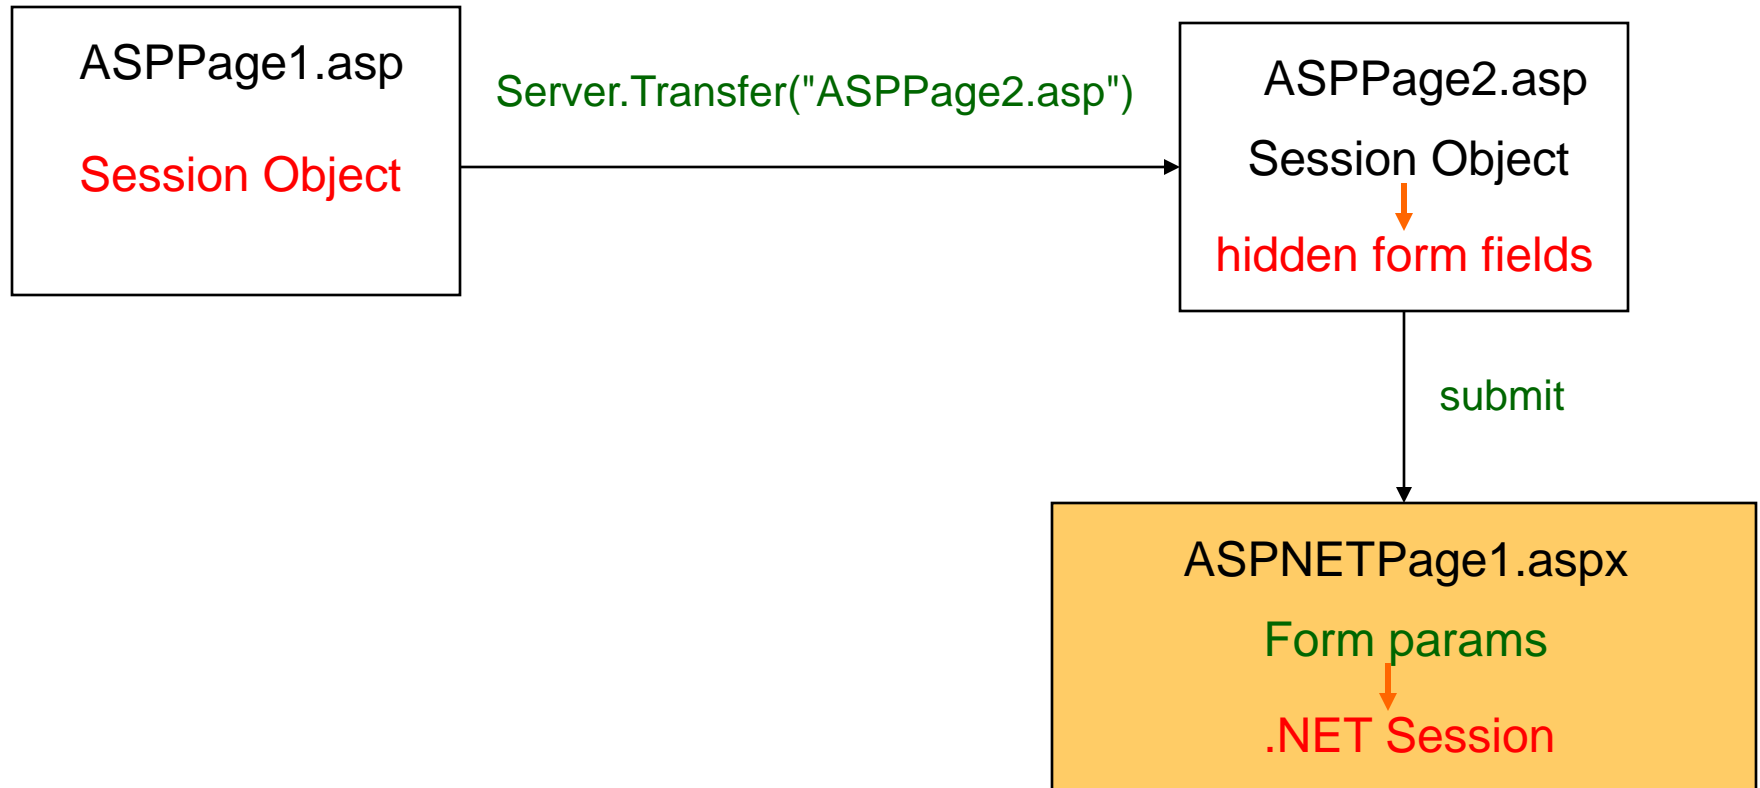 ASPPage1.asp
Session Object
Server.Transfer("ASPPage2.asp")
ASPPage2.asp
Session Object
hidden form fields
submit
ASPNETPage1.aspx
Form params
.NET Session